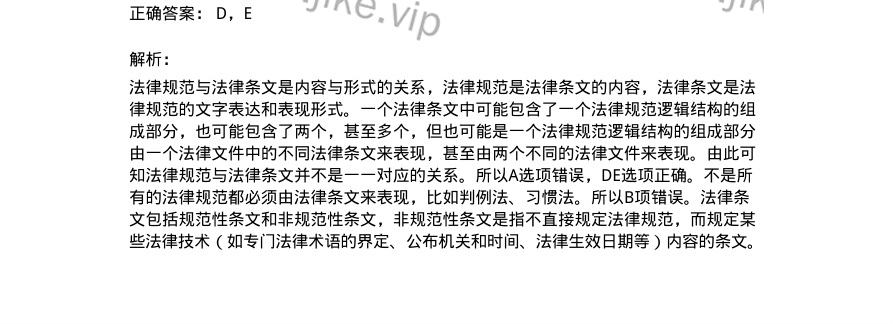 jike.vip
正确答案： D，E
解析：
法律规范与法律条文是内容与形式的关系，法律规范是法律条文的内容，法律条文是法
律规范的文字表达和表现形式。一个法律条文中可能包含了一个法律规范逻辑结构的组
成部分，也可能包含了两个，甚至多个，但也可能是一个法律规范逻辑结构的组成部分
由一个法律文件中的不同法律条文来表现，甚至由两个不同的法律文件来表现。由此可
知法律规范与法律条文并不是一一对应的关系。所以A选项错误，DE选项正确。不是所
有的法律规范都必须由法律条文来表现，比如判例法、习惯法。所以B项错误。法律条
文包括规范性条文和非规范性条文，非规范性条文是指不直接规定法律规范，而规定某
些法律技术（如专门法律术语的界定、公布机关和时间、法律生效日期等）内容的条文。